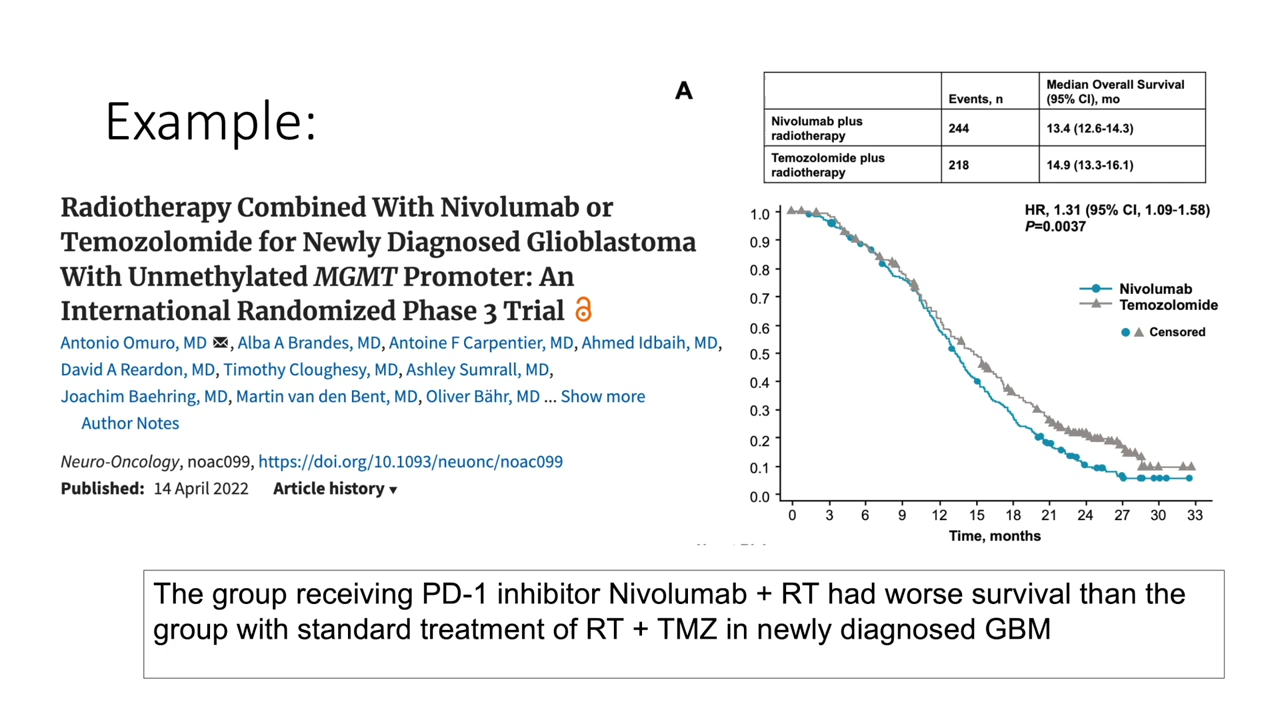 Example:
Radiotherapy Combined With Nivolumab or
Temozolomide for Newly Diagnosed Glioblastoma
With Unmethylated MGMT Promoter: An
International Randomized Phase 3 Trial
Antonio Omuro, MD , Alba A Brandes, MD, Antoine F Carpentier, MD, Ahmed Idbaih, MD,
David A Reardon, MD, Timothy Cloughesy, MD, Ashley Sumrall, MD,
Joachim Baehring, MD, Martin van den Bent, MD, Oliver Bähr, MD ... Show more
Author Notes
Neuro-Oncology, noac099, https://doi.org/10.1093/neuonc/noac099
Published: 14 April 2022 Article history ▾
A
Events, n
Median Overall Survival
(95% CI), mo
Nivolumab plus
radiotherapy
244
13.4 (12.6-14.3)
Temozolomide plus
radiotherapy
218
14.9 (13.3-16.1)
HR, 1.31 (95% CI, 1.09-1.58)
P=0.0037
Nivolumab
Temozolomide
Censored
1.0
0.9
0.8
0.7
0.6
0.5
0.4
0.3
0.2
0.1
0.0
0 3 6 9 12 15 18 21 24 27 30 33
Time, months
The group receiving PD-1 inhibitor Nivolumab + RT had worse survival than the
group with standard treatment of RT + TMZ in newly diagnosed GBM